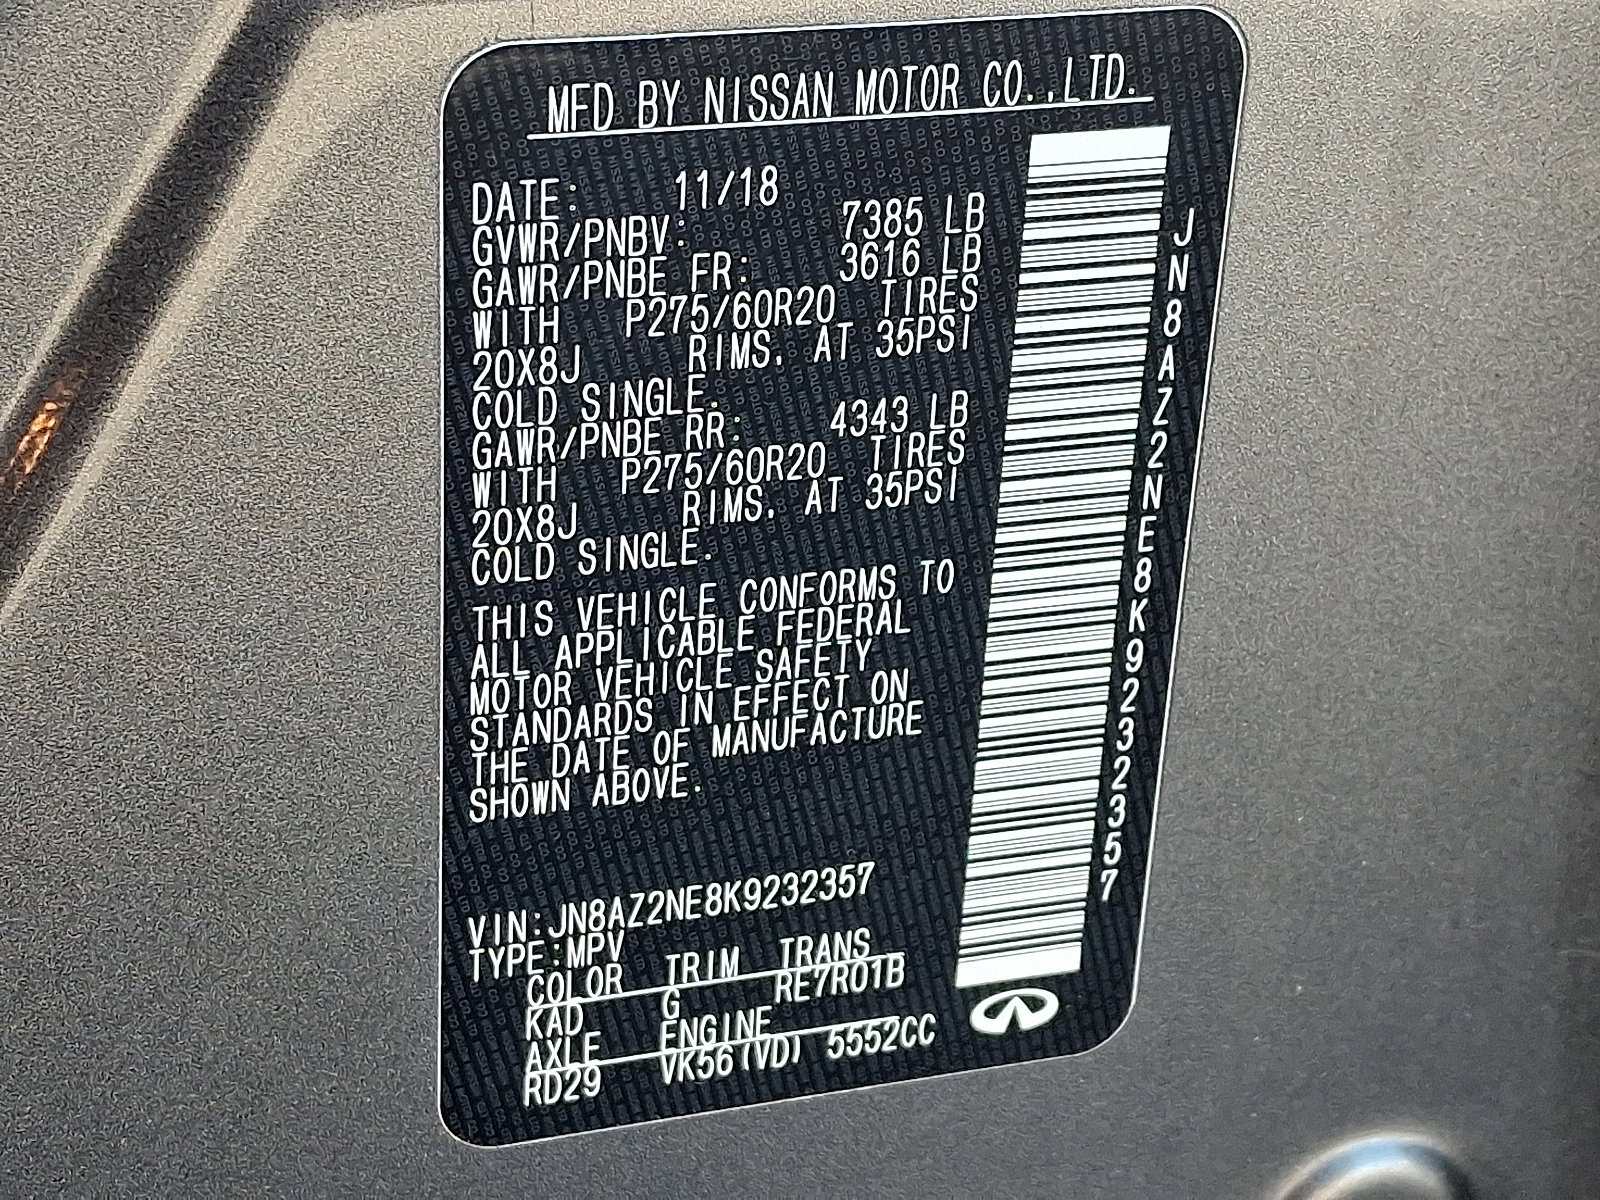 MFD BY NISSAN MOTOR CO.,LTD.
DATE: 11/18
GVWR/PNBV: 7385 LB
GAWR/PNBE FR: 3616 LB
WITH P275/60R20 TIRES
20X8J RIMS. AT 35PSI
COLD SINGLE.
GAWR/PNBE RR: 4343 LB
WITH P275/60R20 TIRES
20X8J RIMS. AT 35PSI
COLD SINGLE.
THIS VEHICLE CONFORMS TO
ALL APPLICABLE FEDERAL
MOTOR VEHICLE SAFETY
STANDARDS IN EFFECT ON
THE DATE OF MANUFACTURE
SHOWN ABOVE.
VIN:JN8AZ2NE8K9232357
TYPE:MPV
COLOR TRIM TRANS
KAD G RE7R01B
AXLE ENGINE
RD29 VK56(VD) 5552CC
JN8AZ2NE8K9232357